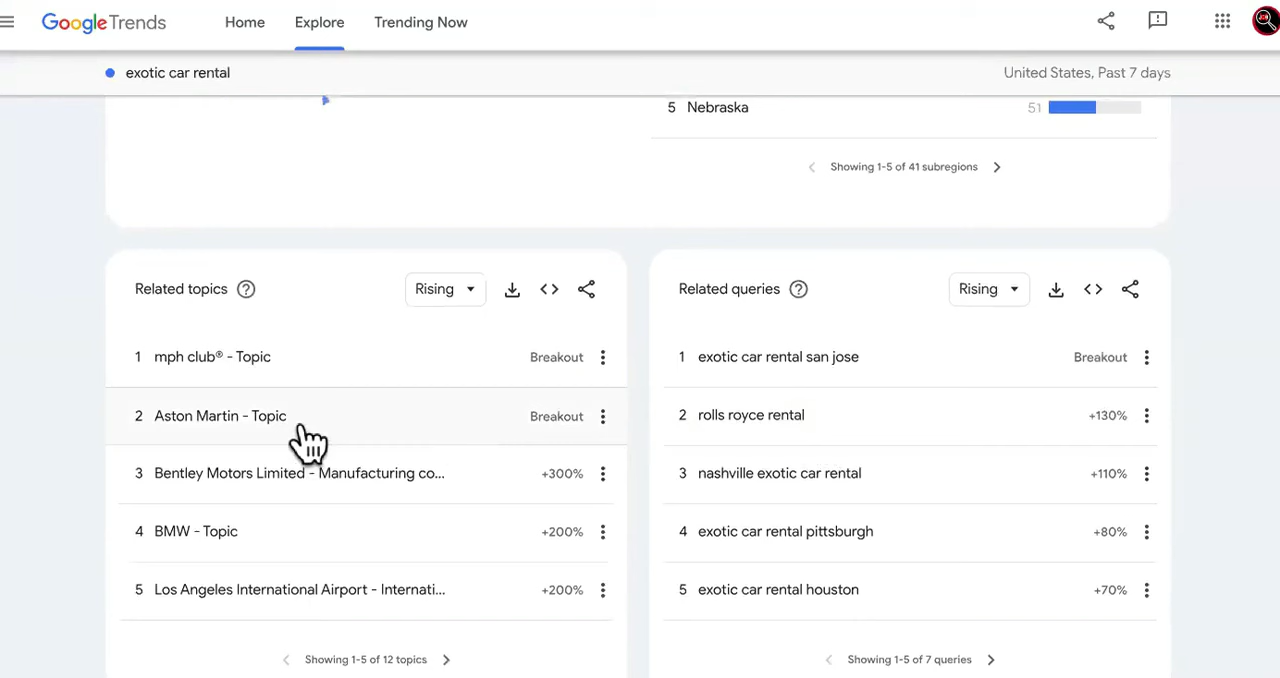 Google Trends Home Explore Trending Now
exotic car rental United States, Past 7 days
5 Nebraska 51
Showing 1-5 of 41 subregions
Related topics Rising
1 mph club® - Topic Breakout
2 Aston Martin - Topic Breakout
3 Bentley Motors Limited - Manufacturing co... +300%
4 BMW - Topic +200%
5 Los Angeles International Airport - Internati... +200%
Showing 1-5 of 12 topics
Related queries Rising
1 exotic car rental san jose Breakout
2 rolls royce rental +130%
3 nashville exotic car rental +110%
4 exotic car rental pittsburgh +80%
5 exotic car rental houston +70%
Showing 1-5 of 7 queries